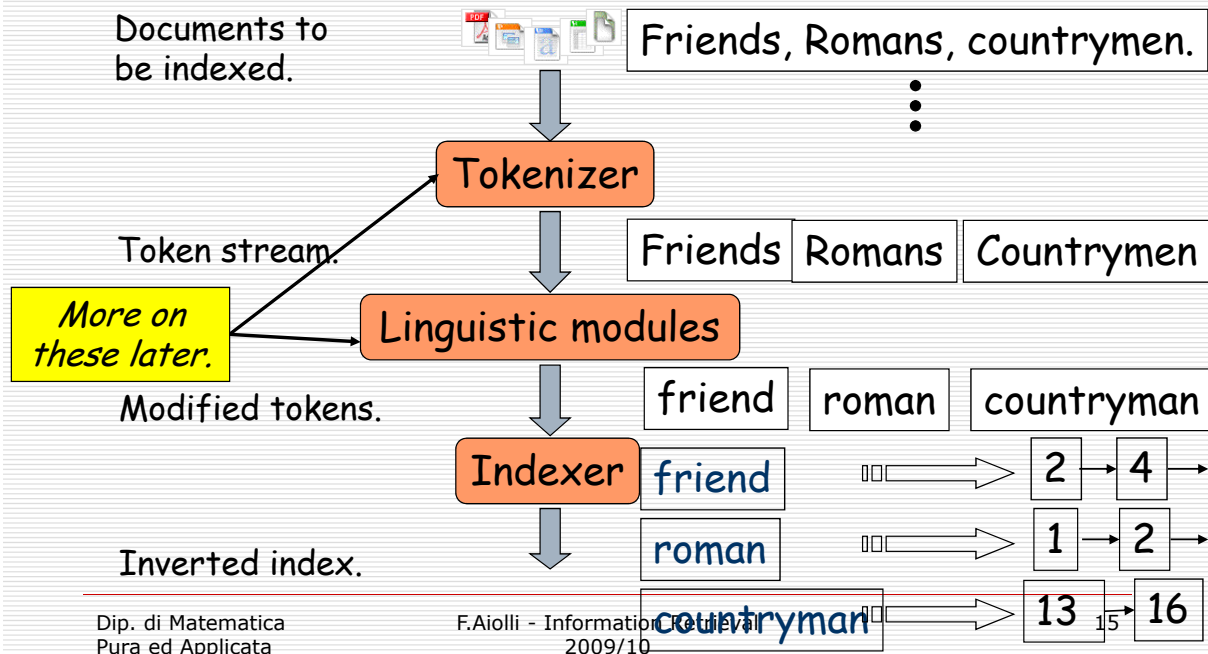 Documents to
be indexed.
PDF
Friends, Romans, countrymen.
Tokenizer
Token stream.
Friends
Romans
Countrymen
More on
these later.
Linguistic modules
Modified tokens.
friend
roman
countryman
Indexer
friend
2
4
roman
1
2
Inverted index.
countryman
13
16
Dip. di Matematica
Pura ed Applicata
F.Aiolli - Information Retrieval
2009/10
15